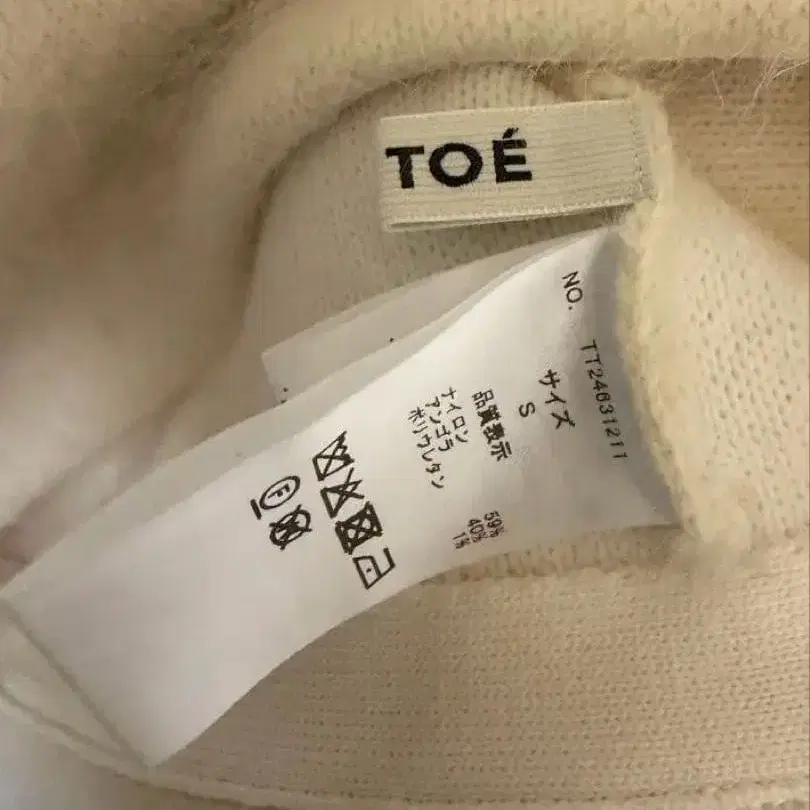 TOÉ
NO. TT24631211
サイズ
S
品質表示
ナイロン 59%
アンゴラ 40%
ポリウレタン 1%
F